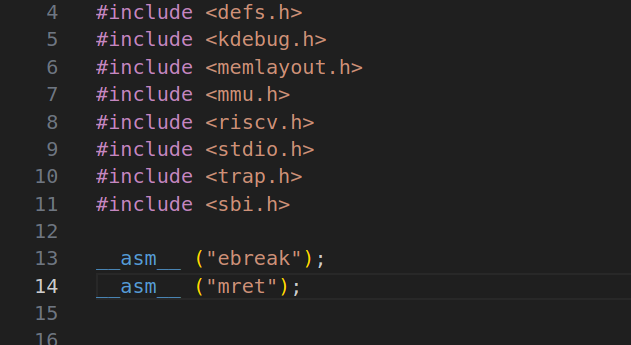 4 #include <defs.h>
5 #include <kdebug.h>
6 #include <memlayout.h>
7 #include <mmu.h>
8 #include <riscv.h>
9 #include <stdio.h>
10 #include <trap.h>
11 #include <sbi.h>
12
13 __asm__ ("ebreak");
14 __asm__ ("mret");
15
16